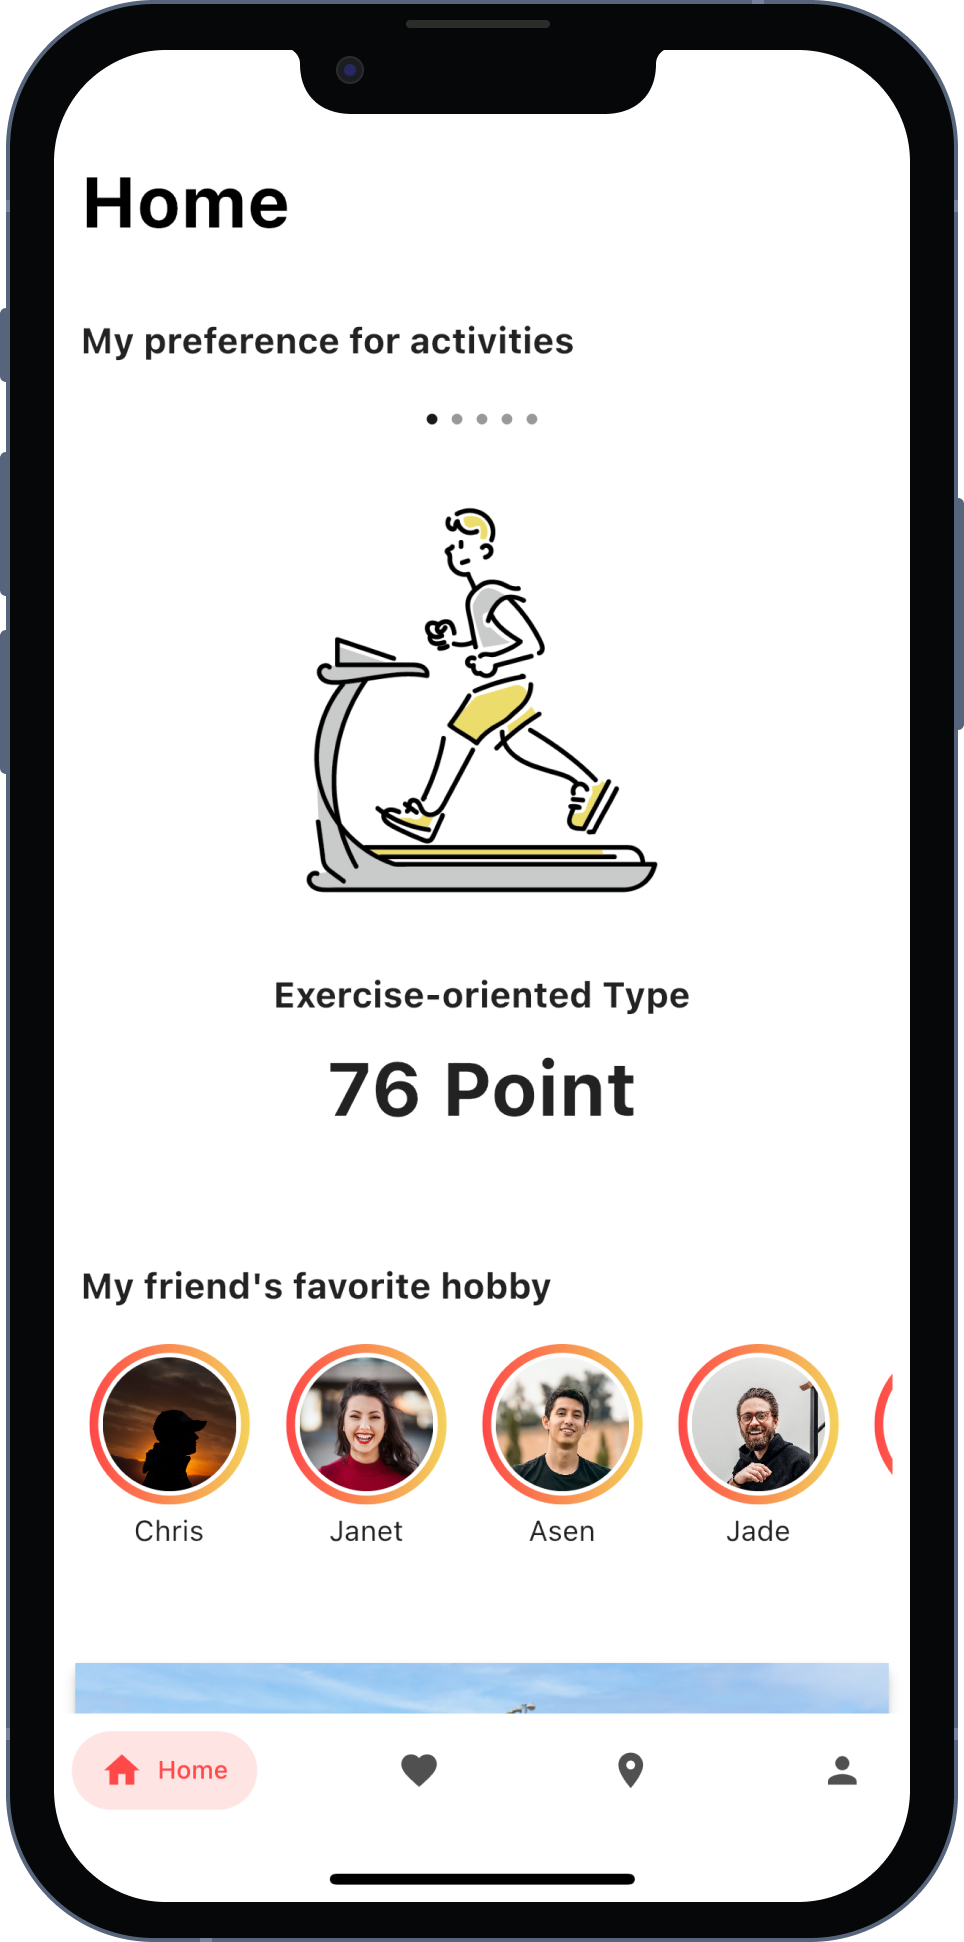 Home
My preference for activities
Exercise-oriented Type
76 Point
My friend's favorite hobby
Chris
Janet
Asen
Jade
Home